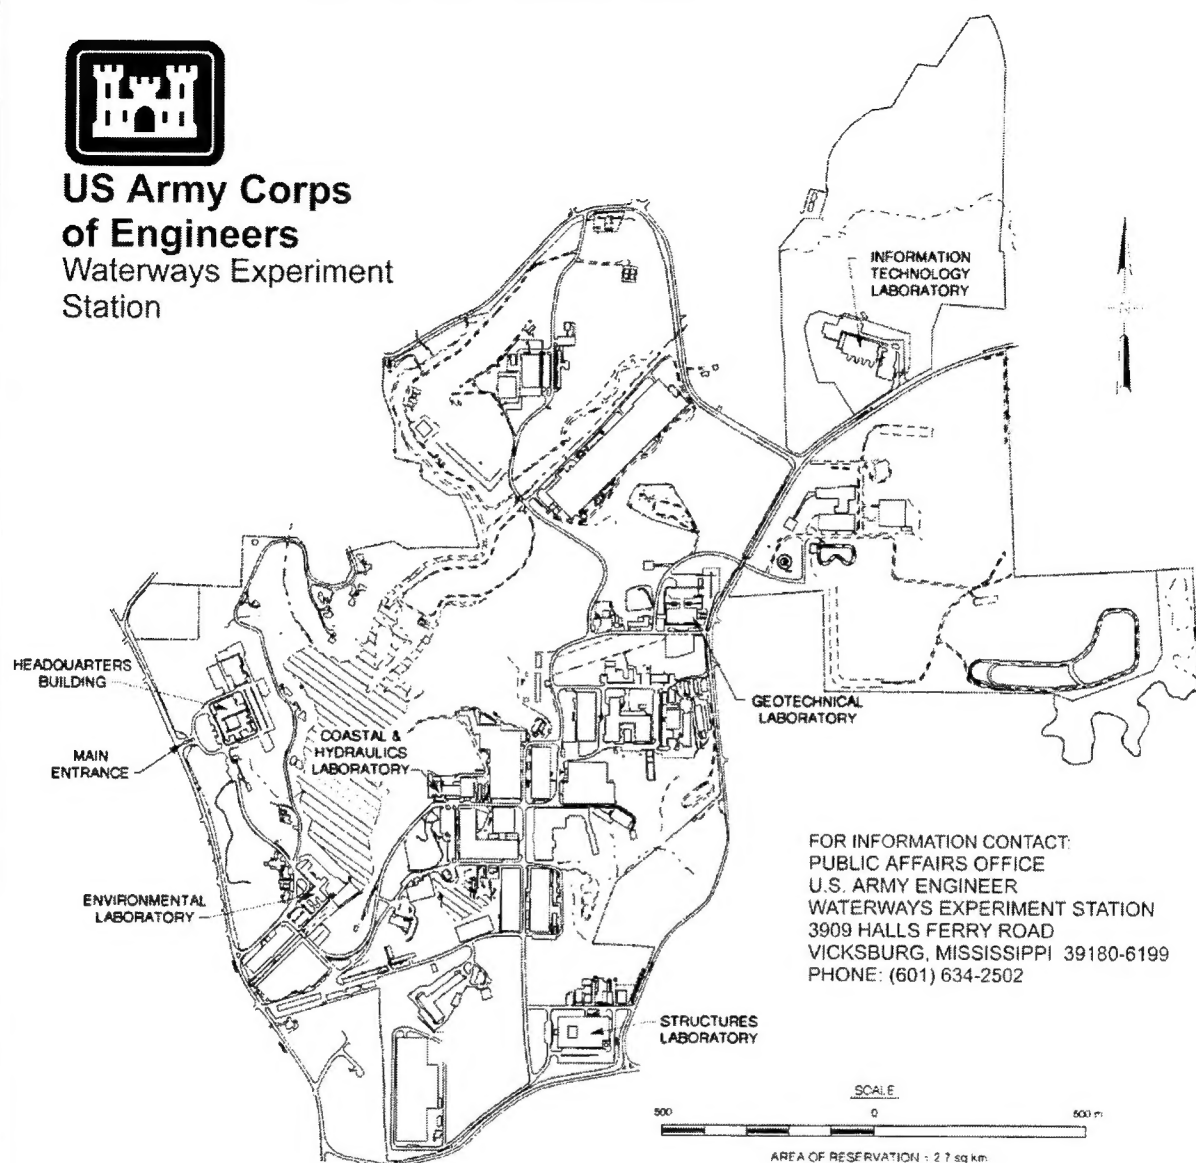 US Army Corps
of Engineers
Waterways Experiment
Station
INFORMATION
TECHNOLOGY
LABORATORY
N
HEADQUARTERS
BUILDING
MAIN
ENTRANCE
COASTAL &
HYDRAULICS
LABORATORY
GEOTECHNICAL
LABORATORY
ENVIRONMENTAL
LABORATORY
STRUCTURES
LABORATORY
FOR INFORMATION CONTACT:
PUBLIC AFFAIRS OFFICE
U.S. ARMY ENGINEER
WATERWAYS EXPERIMENT STATION
3909 HALLS FERRY ROAD
VICKSBURG, MISSISSIPPI 39180-6199
PHONE: (601) 634-2502
SCALE
500 0 500 m
AREA OF RESERVATION : 2.7 sq km